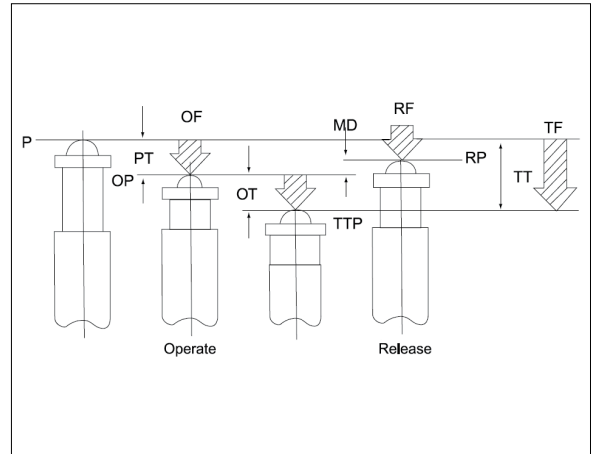 OF
MD
RF
TF
P
PT
RP
OP
OT
TT
TTP
Operate
Release